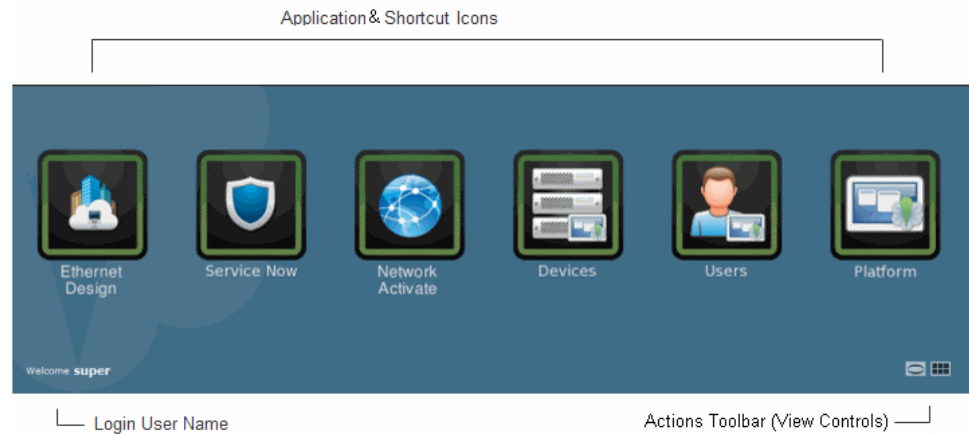 Application & Shortcut Icons
Ethernet
Design
Service Now
Network
Activate
Devices
Users
Platform
Welcome super
Login User Name
Actions Toolbar (View Controls)